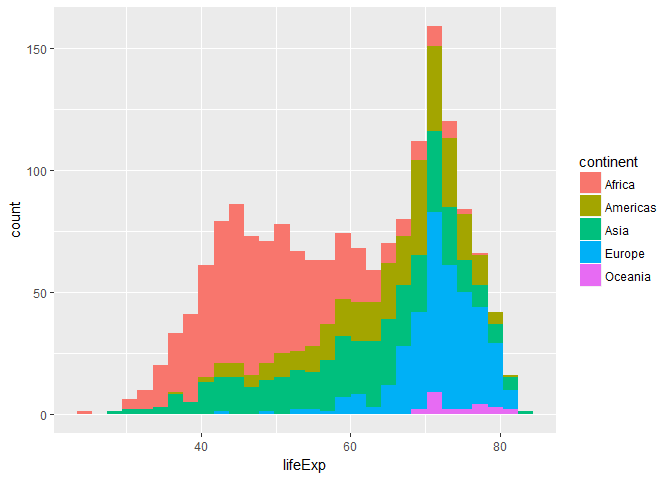 150
100
50
0
count
40
60
80
lifeExp
continent
Africa
Americas
Asia
Europe
Oceania